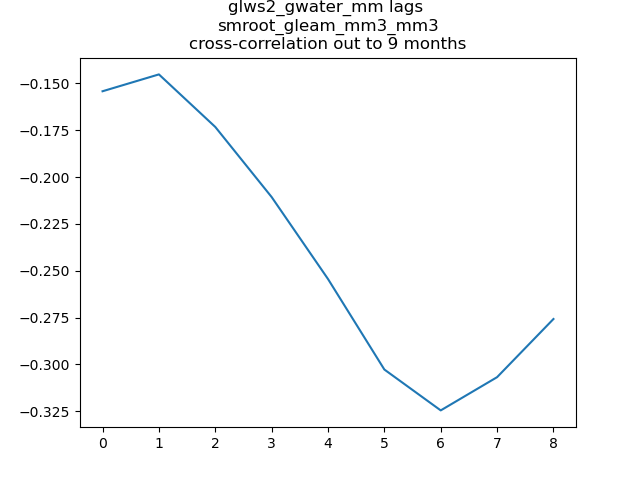 glws2_gwater_mm lags
smroot_gleam_mm3_mm3
cross-correlation out to 9 months
−0.150
−0.175
−0.200
−0.225
−0.250
−0.275
−0.300
−0.325
0 1 2 3 4 5 6 7 8